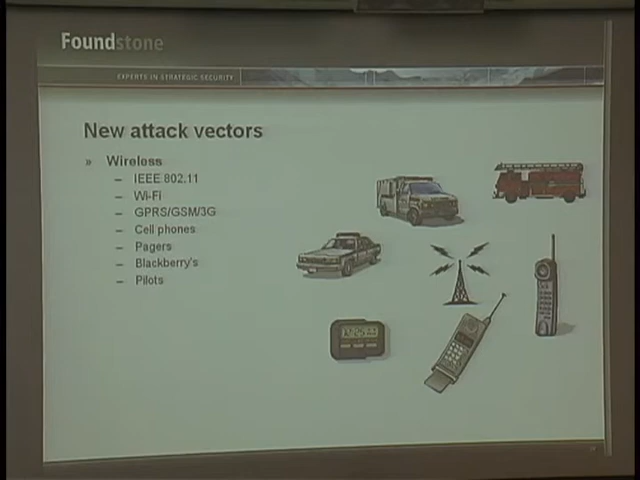 Foundstone
EXPERTS IN STRATEGIC SECURITY
New attack vectors
» Wireless
– IEEE 802.11
– Wi-Fi
– GPRS/GSM/3G
– Cell phones
– Pagers
– Blackberry's
– Pilots